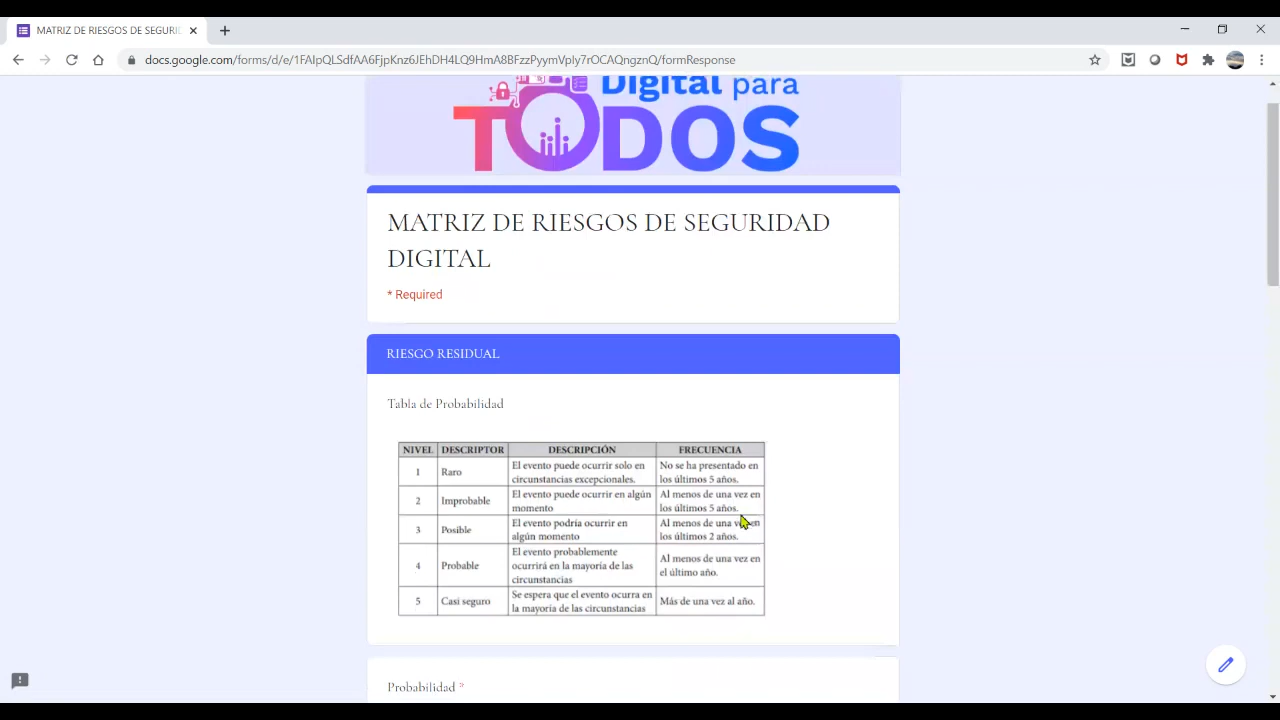 MATRIZ DE RIESGOS DE SEGURID
docs.google.com/forms/d/e/1FAIpQLSdfAA6FjpKnz6JEhDH4LQ9HnA8BFzzPyymVply7rOCAQngznQ/formResponse
Digital para
TODOS
MATRIZ DE RIESGOS DE SEGURIDAD
DIGITAL
* Required
RIESGO RESIDUAL
Tabla de Probabilidad
NIVEL DESCRIPTOR DESCRIPCIÓN FRECUENCIA
1 Raro El evento puede ocurrir solo en circunstancias excepcionales. No se ha presentado en los últimos 5 años.
2 Improbable El evento puede ocurrir en algún momento Al menos de una vez en los últimos 5 años.
3 Posible El evento podría ocurrir en algún momento Al menos de una vez en los últimos 2 años.
4 Probable El evento probablemente ocurrirá en la mayoría de las circunstancias Al menos de una vez en el último año.
5 Casi seguro Se espera que el evento ocurra en la mayoría de las circunstancias Más de una vez al año.
Probabilidad *